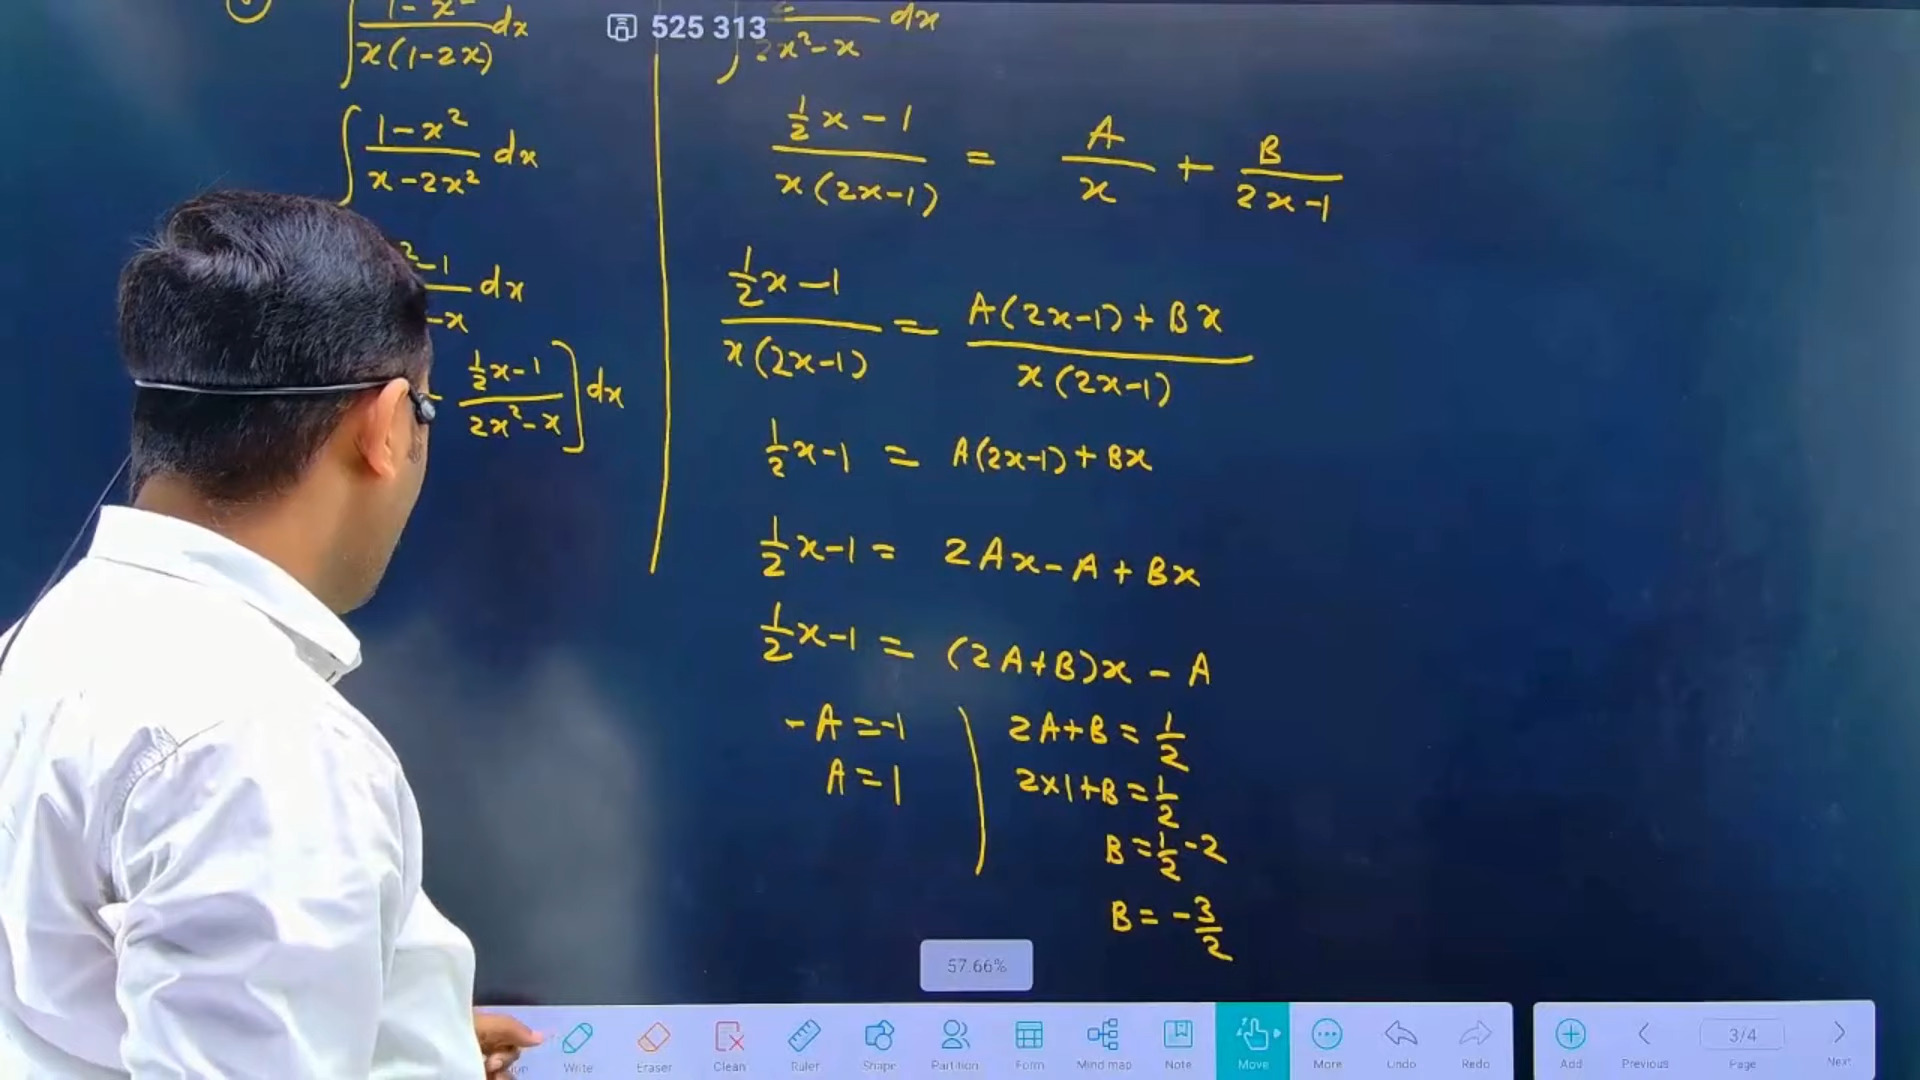 ∫ 1-x² / x(1-2x) dx
∫ 1-x² / x-2x² dx
²-1 / -x dx
½x-1 / 2x²-x ] dx
525 313
∫ / 2x²-x dx
½x-1 / x(2x-1) = A/x + B/2x-1
½x-1 / x(2x-1) = A(2x-1)+Bx / x(2x-1)
½x-1 = A(2x-1)+Bx
½x-1 = 2Ax-A+Bx
½x-1 = (2A+B)x - A
-A=-1
A=1
2A+B=½
2x1+B=½
B=½-2
B=-3/2
57.66%
Write Eraser Clean Ruler Shape Partition Form Mind map Note Move More Undo Redo
Add Previous 3/4 Page Next